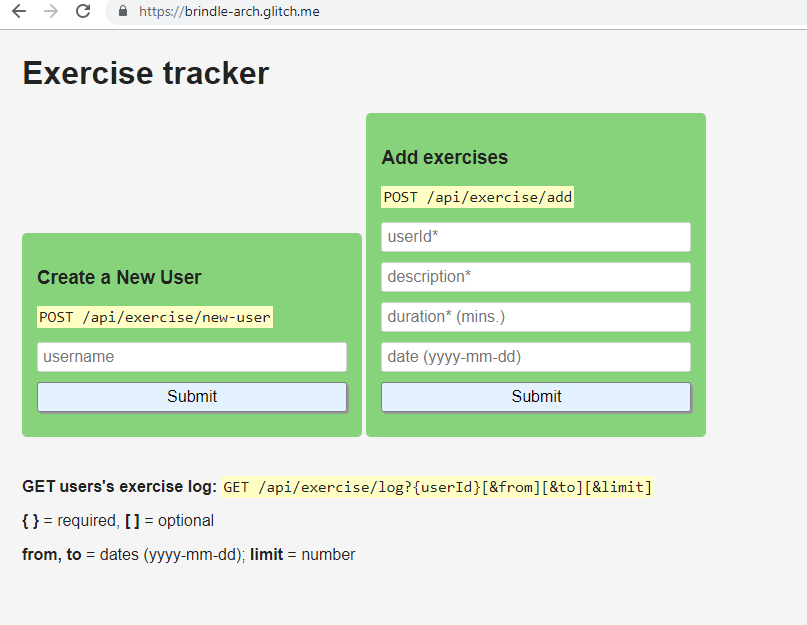 https://brindle-arch.glitch.me
Exercise tracker
Create a New User
POST /api/exercise/new-user
username
Submit
Add exercises
POST /api/exercise/add
userId*
description*
duration* (mins.)
date (yyyy-mm-dd)
Submit
GET users's exercise log: GET /api/exercise/log?{userId}[&from][&to][&limit]
{ } = required, [ ] = optional
from, to = dates (yyyy-mm-dd); limit = number